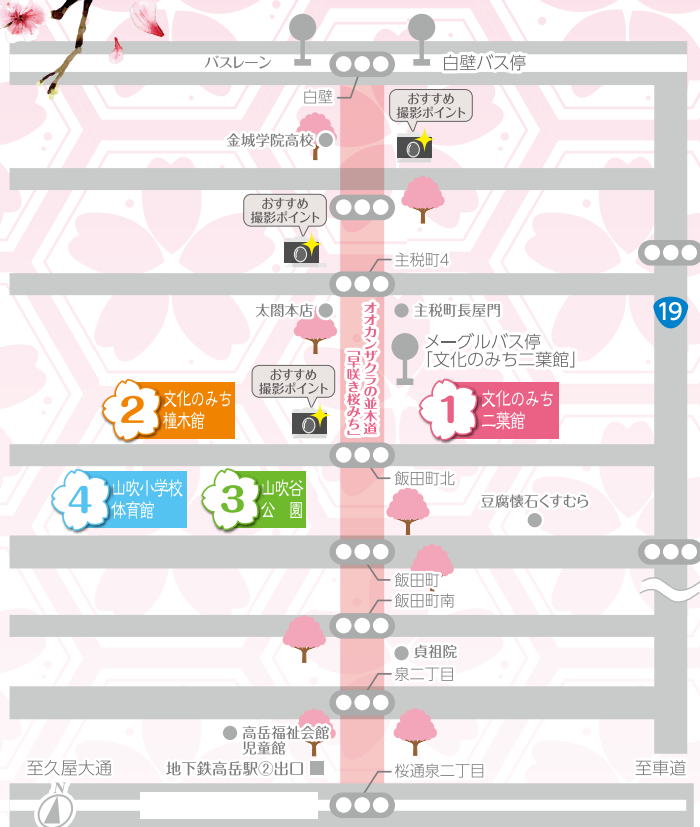 バスレーン
白壁バス停
白壁
おすすめ
撮影ポイント
金城学院高校
おすすめ
撮影ポイント
主税町4
太閤本店
主税町長屋門
19
オオカンザクラの並木道
「早咲き桜みち」
メーグルバス停
「文化のみち二葉館」
おすすめ
撮影ポイント
2
文化のみち
橦木館
1
文化のみち
二葉館
飯田町北
4
山吹小学校
体育館
3
山吹谷
公　園
豆腐懐石くすむら
飯田町
飯田町南
貞祖院
泉二丁目
高岳福祉会館
児童館
至久屋大通
地下鉄高岳駅②出口
桜通泉二丁目
至車道
N